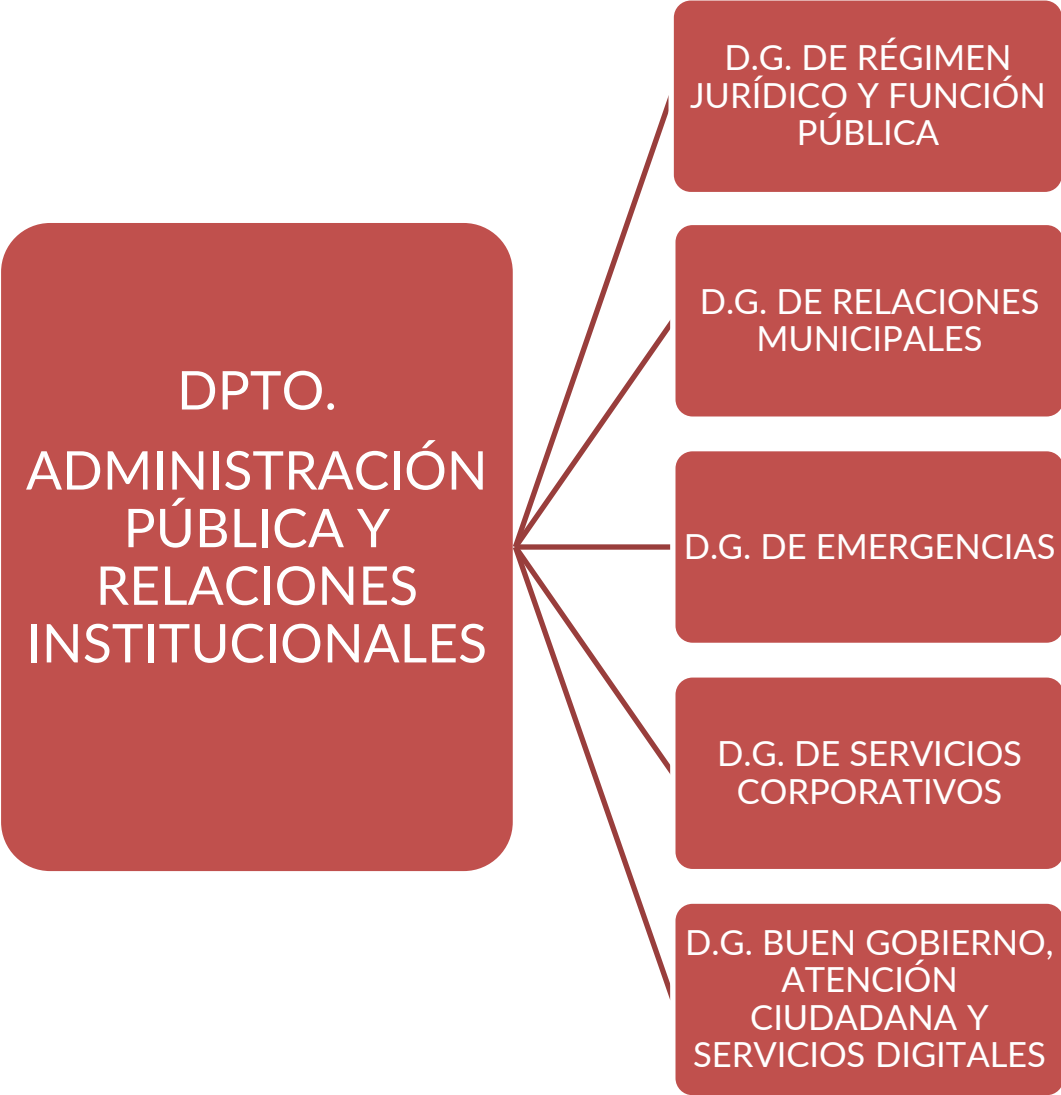 DPTO.
ADMINISTRACIÓN
PÚBLICA Y
RELACIONES
INSTITUCIONALES
D.G. DE RÉGIMEN
JURÍDICO Y FUNCIÓN
PÚBLICA
D.G. DE RELACIONES
MUNICIPALES
D.G. DE EMERGENCIAS
D.G. DE SERVICIOS
CORPORATIVOS
D.G. BUEN GOBIERNO,
ATENCIÓN
CIUDADANA Y
SERVICIOS DIGITALES